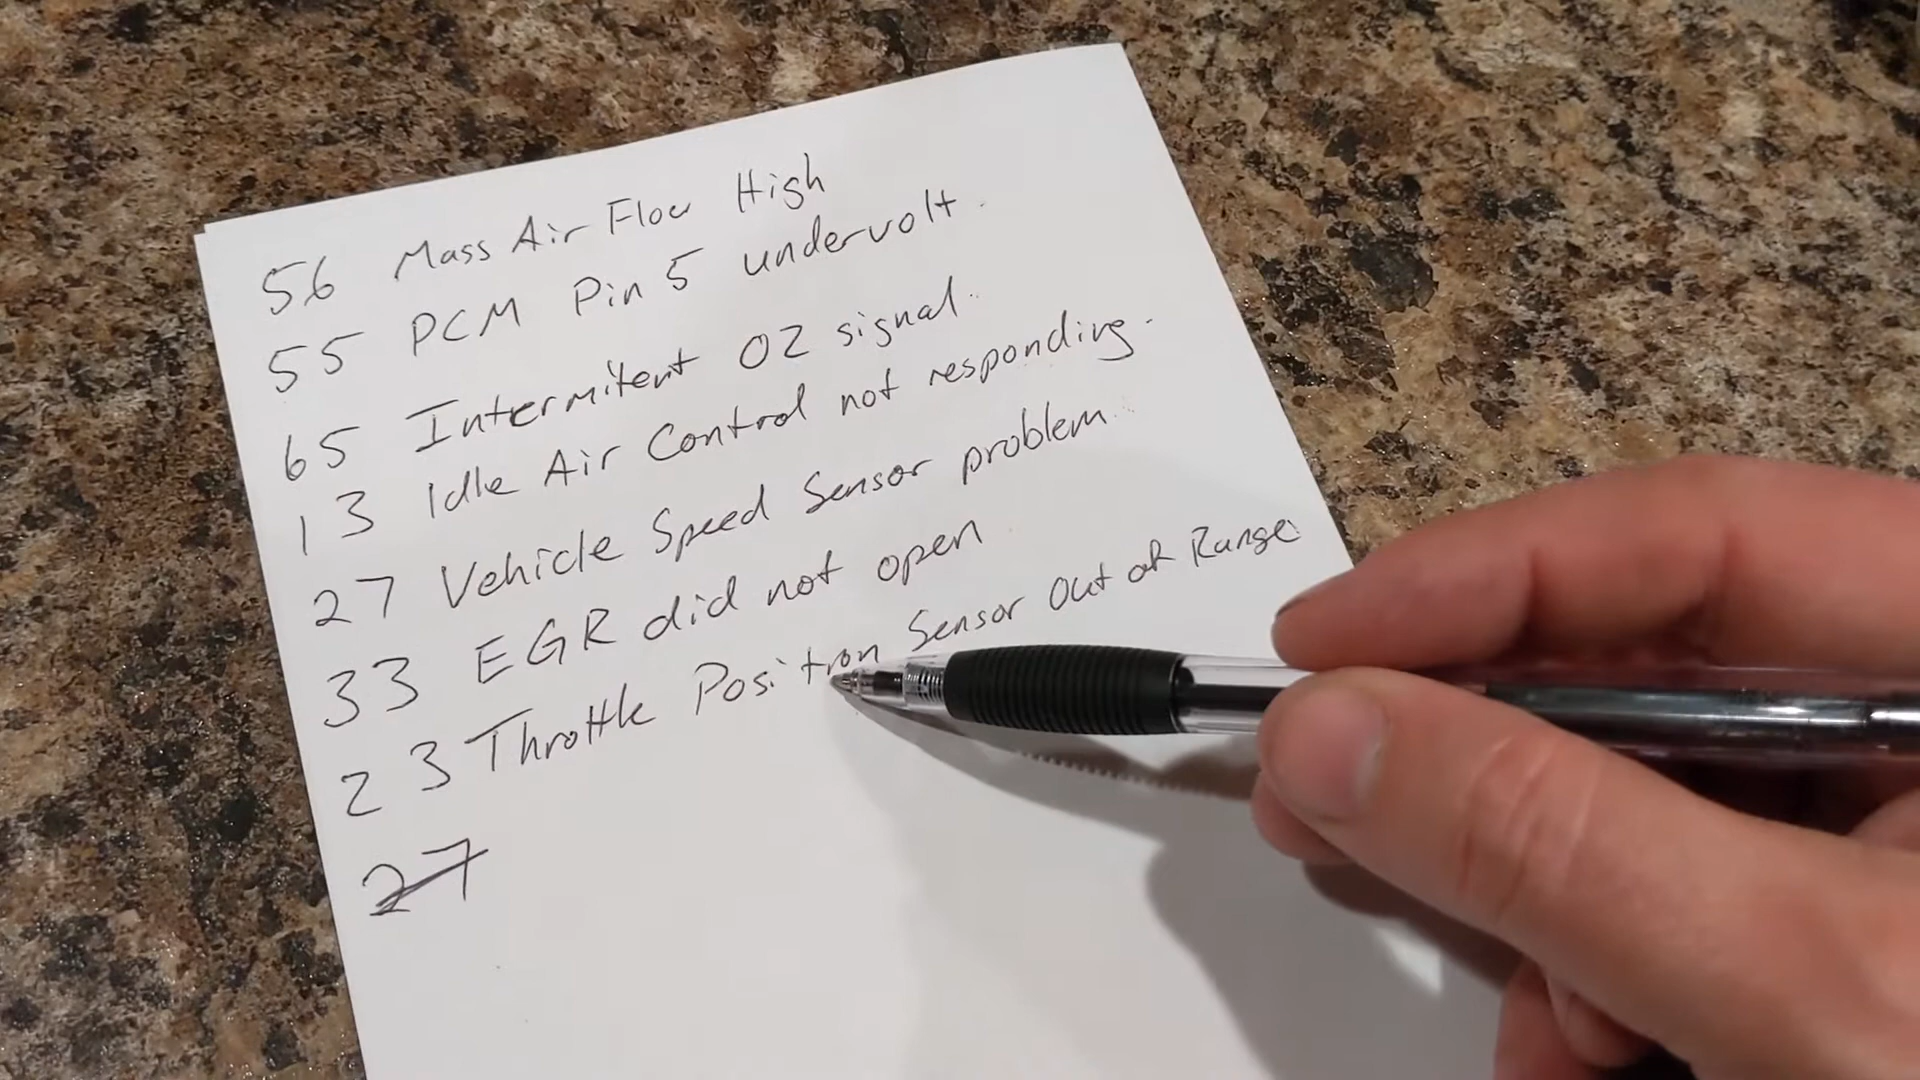 56 Mass Air Flow High
55 PCM Pin 5 undervolt.
65 Intermitent O2 signal.
13 Idle Air Control not responding.
27 Vehicle Speed Sensor problem.
33 EGR did not open
23 Throttle Position Sensor Out of Range.
27